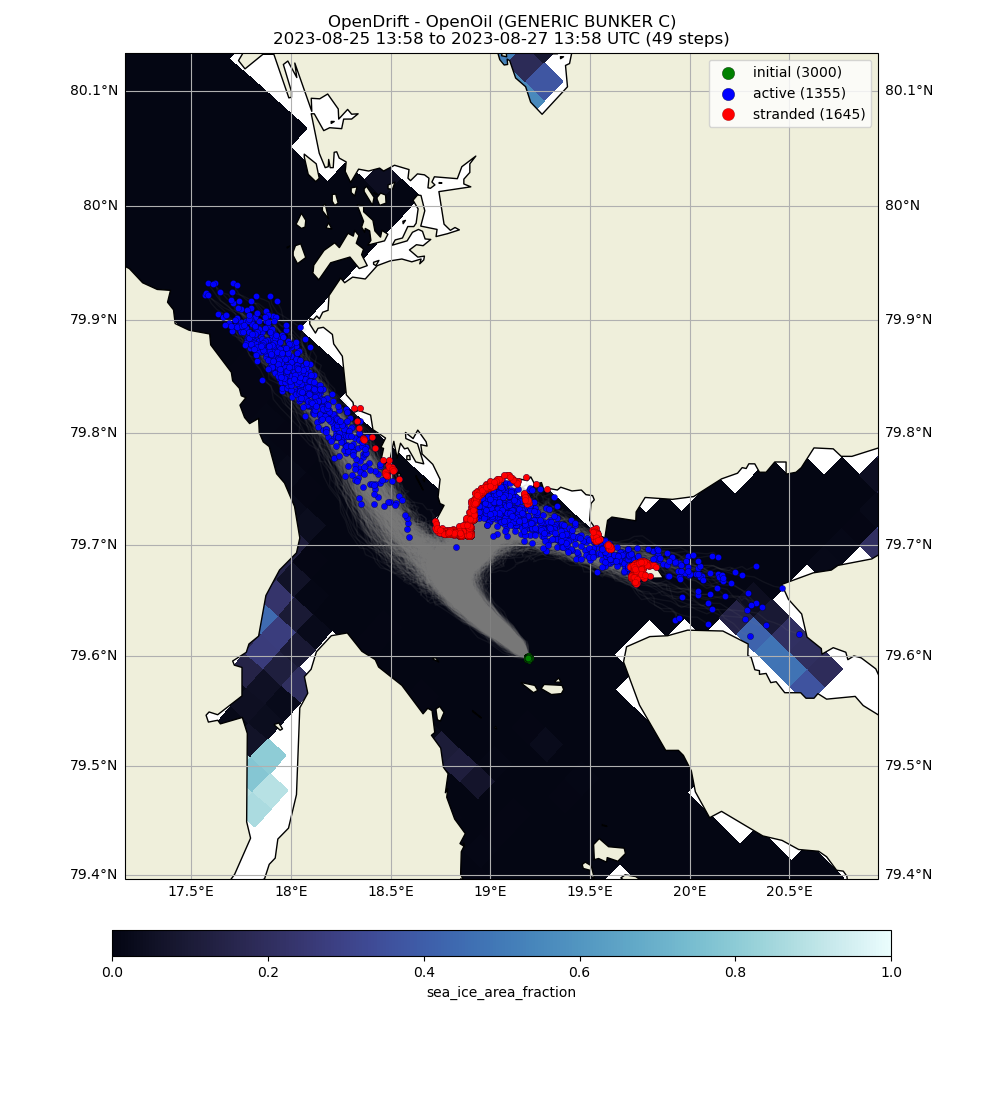 OpenDrift - OpenOil (GENERIC BUNKER C)
2023-08-25 13:58 to 2023-08-27 13:58 UTC (49 steps)
initial (3000)
active (1355)
stranded (1645)
80.1°N 80.1°N
80°N 80°N
79.9°N 79.9°N
79.8°N 79.8°N
79.7°N 79.7°N
79.6°N 79.6°N
79.5°N 79.5°N
79.4°N 79.4°N
17.5°E 18°E 18.5°E 19°E 19.5°E 20°E 20.5°E
0.0 0.2 0.4 0.6 0.8 1.0
sea_ice_area_fraction